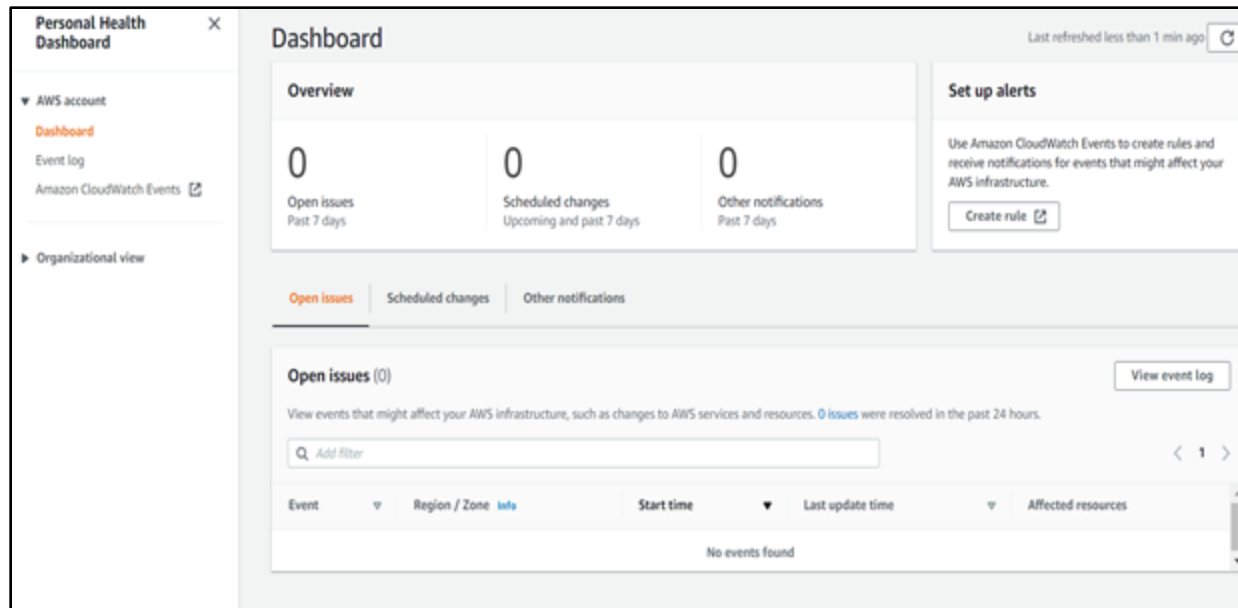 Personal Health
Dashboard
AWS account
Dashboard
Event log
Amazon CloudWatch Events
Organizational view
Dashboard
Last refreshed less than 1 min ago
Overview
0
Open issues
Past 7 days
0
Scheduled changes
Upcoming and past 7 days
0
Other notifications
Past 7 days
Set up alerts
Use Amazon CloudWatch Events to create rules and
receive notifications for events that might affect your
AWS infrastructure.
Create rule
Open issues Scheduled changes Other notifications
Open issues (0)
View event log
View events that might affect your AWS infrastructure, such as changes to AWS services and resources. 0 issues were resolved in the past 24 hours.
Add filter
1
Event Region / Zone Info Start time Last update time Affected resources
No events found